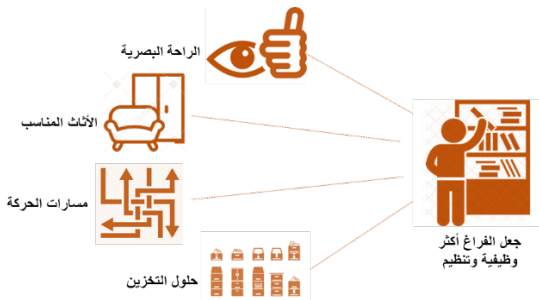 الراحة البصرية
الأثاث المناسب
مسارات الحركة
حلول التخزين
جعل الفراغ أكثر
وظيفية وتنظيم